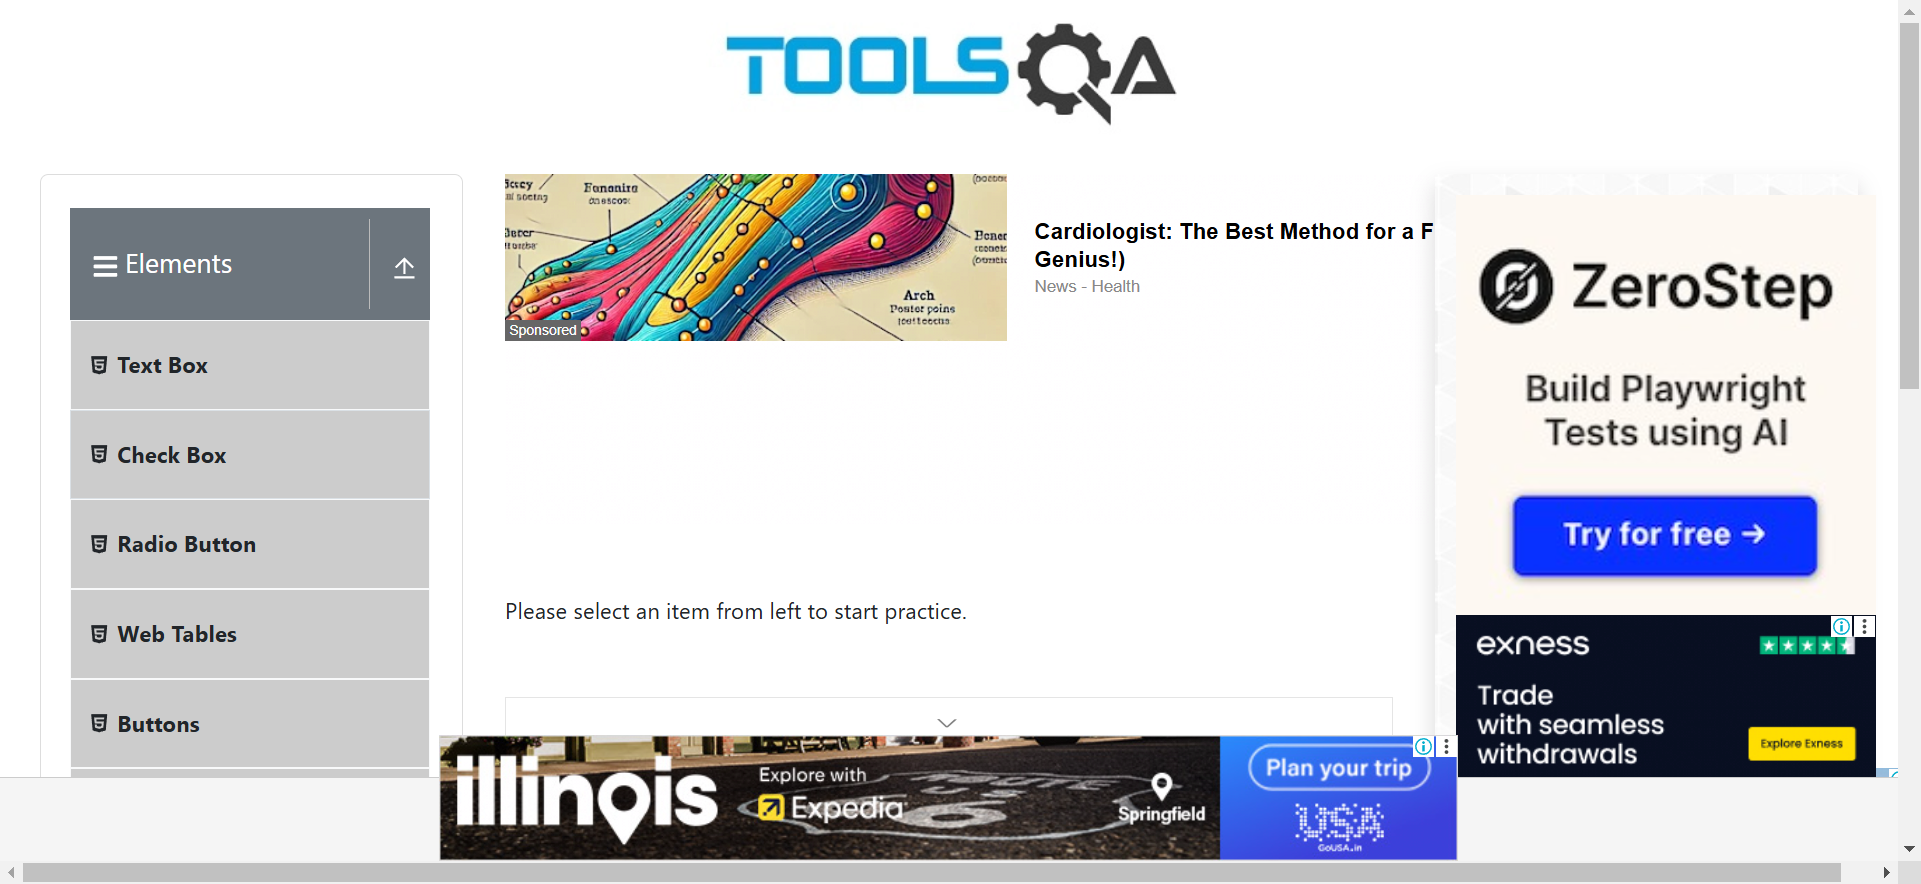 TOOLSQA
Elements
Text Box
Check Box
Radio Button
Web Tables
Buttons
Sponsored
Arch
Cardiologist: The Best Method for a F
Genius!)
News - Health
Please select an item from left to start practice.
ZeroStep
Build Playwright
Tests using AI
Try for free →
exness
Trade
with seamless
withdrawals
Explore Exness
illinois
Explore with
Expedia
Springfield
Plan your trip
USA
GoUSA.in